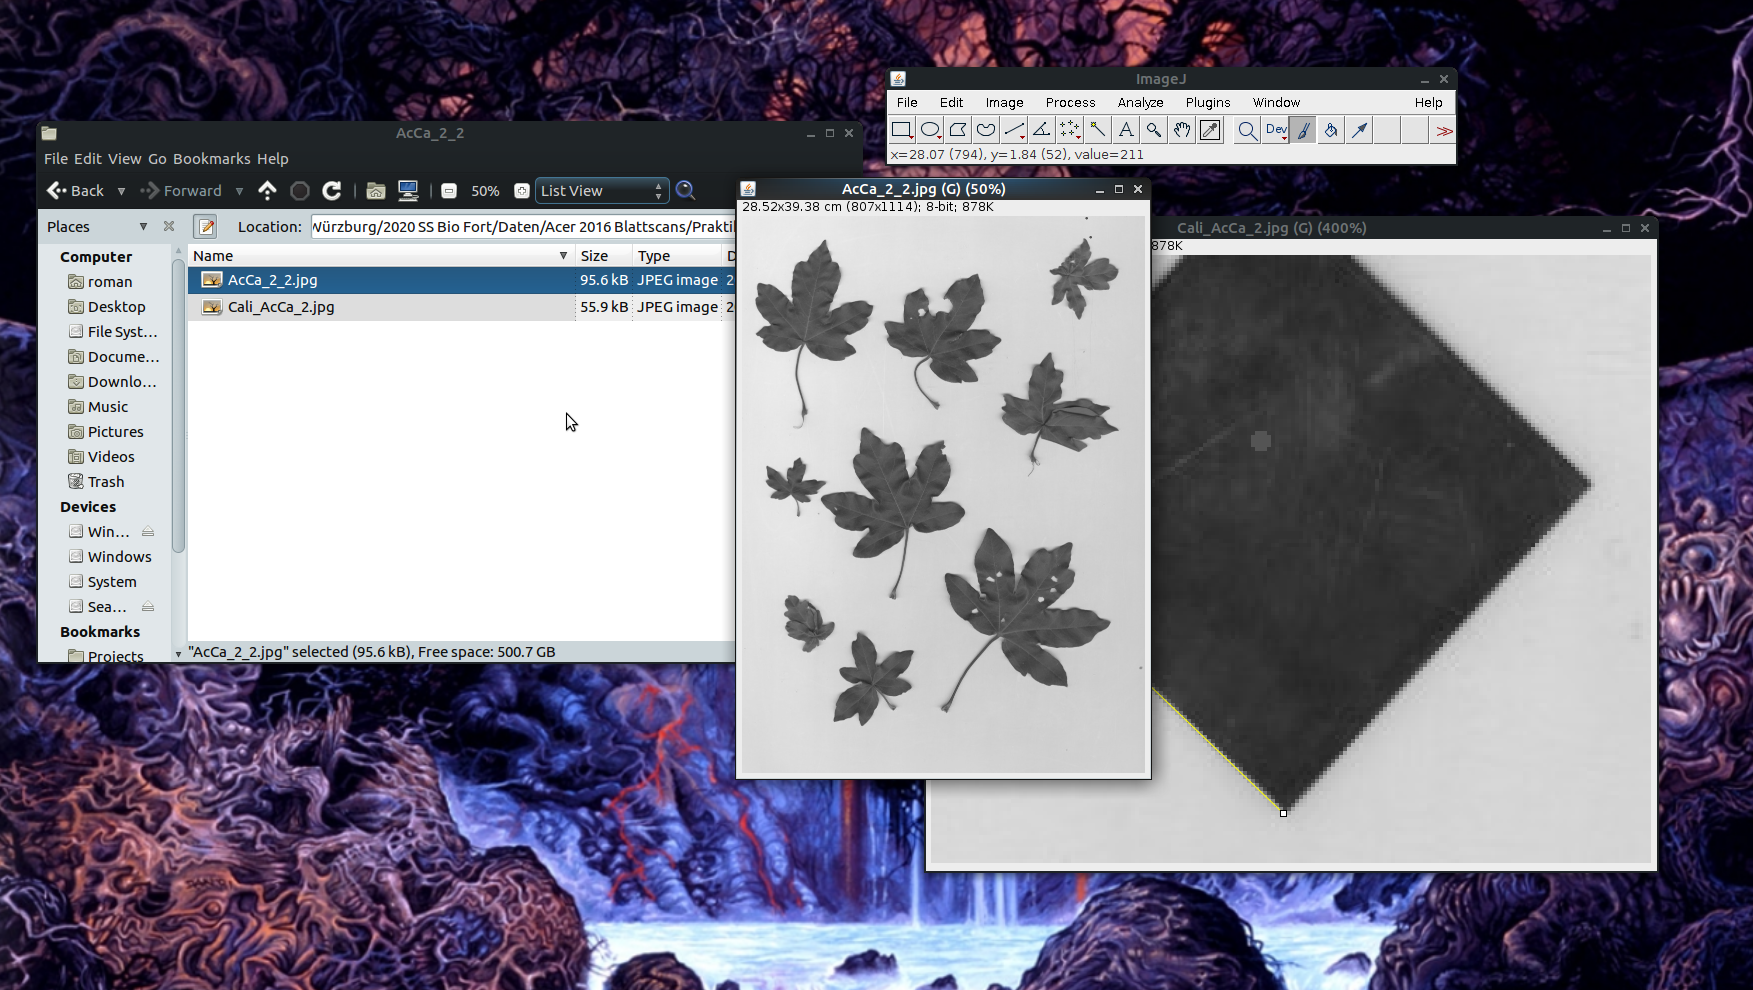 ImageJ
File Edit Image Process Analyze Plugins Window Help
Dev
x=28.07 (794), y=1.84 (52), value=211
AcCa_2_2
File Edit View Go Bookmarks Help
Back Forward 50% List View
Places
Location: Würzburg/2020 SS Bio Fort/Daten/Acer 2016 Blattscans/Prakti
Name Size Type D
AcCa_2_2.jpg 95.6 kB JPEG image 2
Cali_AcCa_2.jpg 55.9 kB JPEG image 2
Computer
roman
Desktop
File Syst...
Docume...
Downlo...
Music
Pictures
Videos
Trash
Devices
Win...
Windows
System
Sea...
Bookmarks
Projects
"AcCa_2_2.jpg" selected (95.6 kB), Free space: 500.7 GB
AcCa_2_2.jpg (G) (50%)
28.52x39.38 cm (807x1114); 8-bit; 878K
Cali_AcCa_2.jpg (G) (400%)
878K